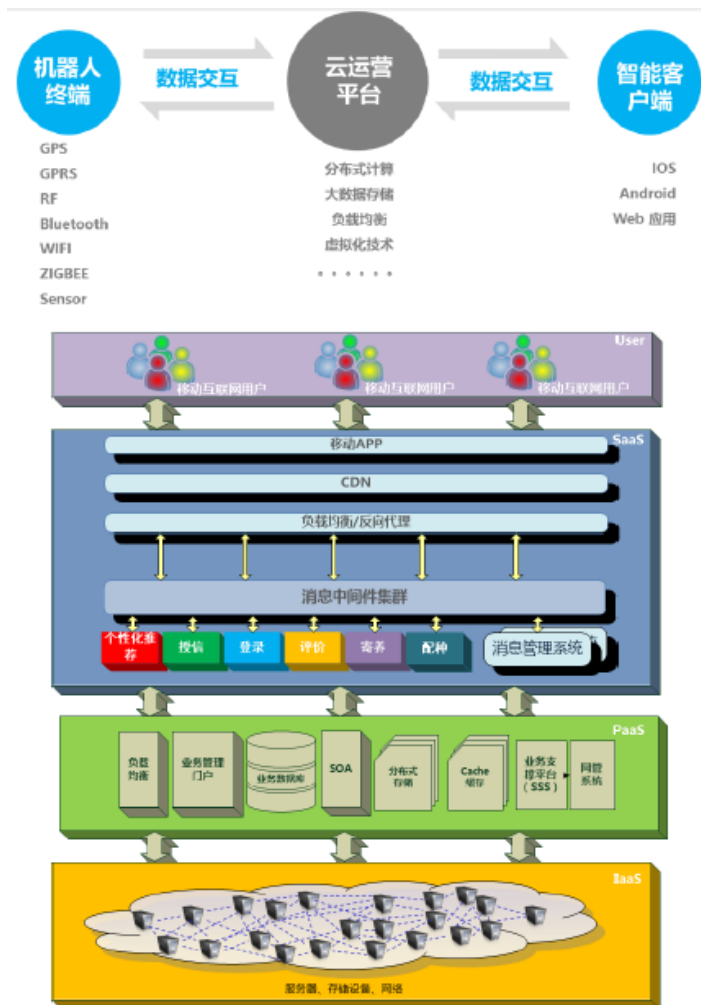 机器人
终端
数据交互
云运营
平台
数据交互
智能客
户端
GPS
GPRS
RF
Bluetooth
WIFI
ZIGBEE
Sensor
分布式计算
大数据存储
负载均衡
虚拟化技术
······
IOS
Android
Web 应用
User
移动互联网用户
移动互联网用户
移动互联网用户
SaaS
移动APP
CDN
负载均衡/反向代理
消息中间件集群
个性化推
荐
授信
登录
评价
寄养
配种
消息管理系统
PaaS
负载
均衡
业务管理
门户
业务数据库
SOA
分布式
存储
Cache
缓存
业务支
撑平台
(SSS)
网管
系统
IIaaS
服务器、存储设备、网络